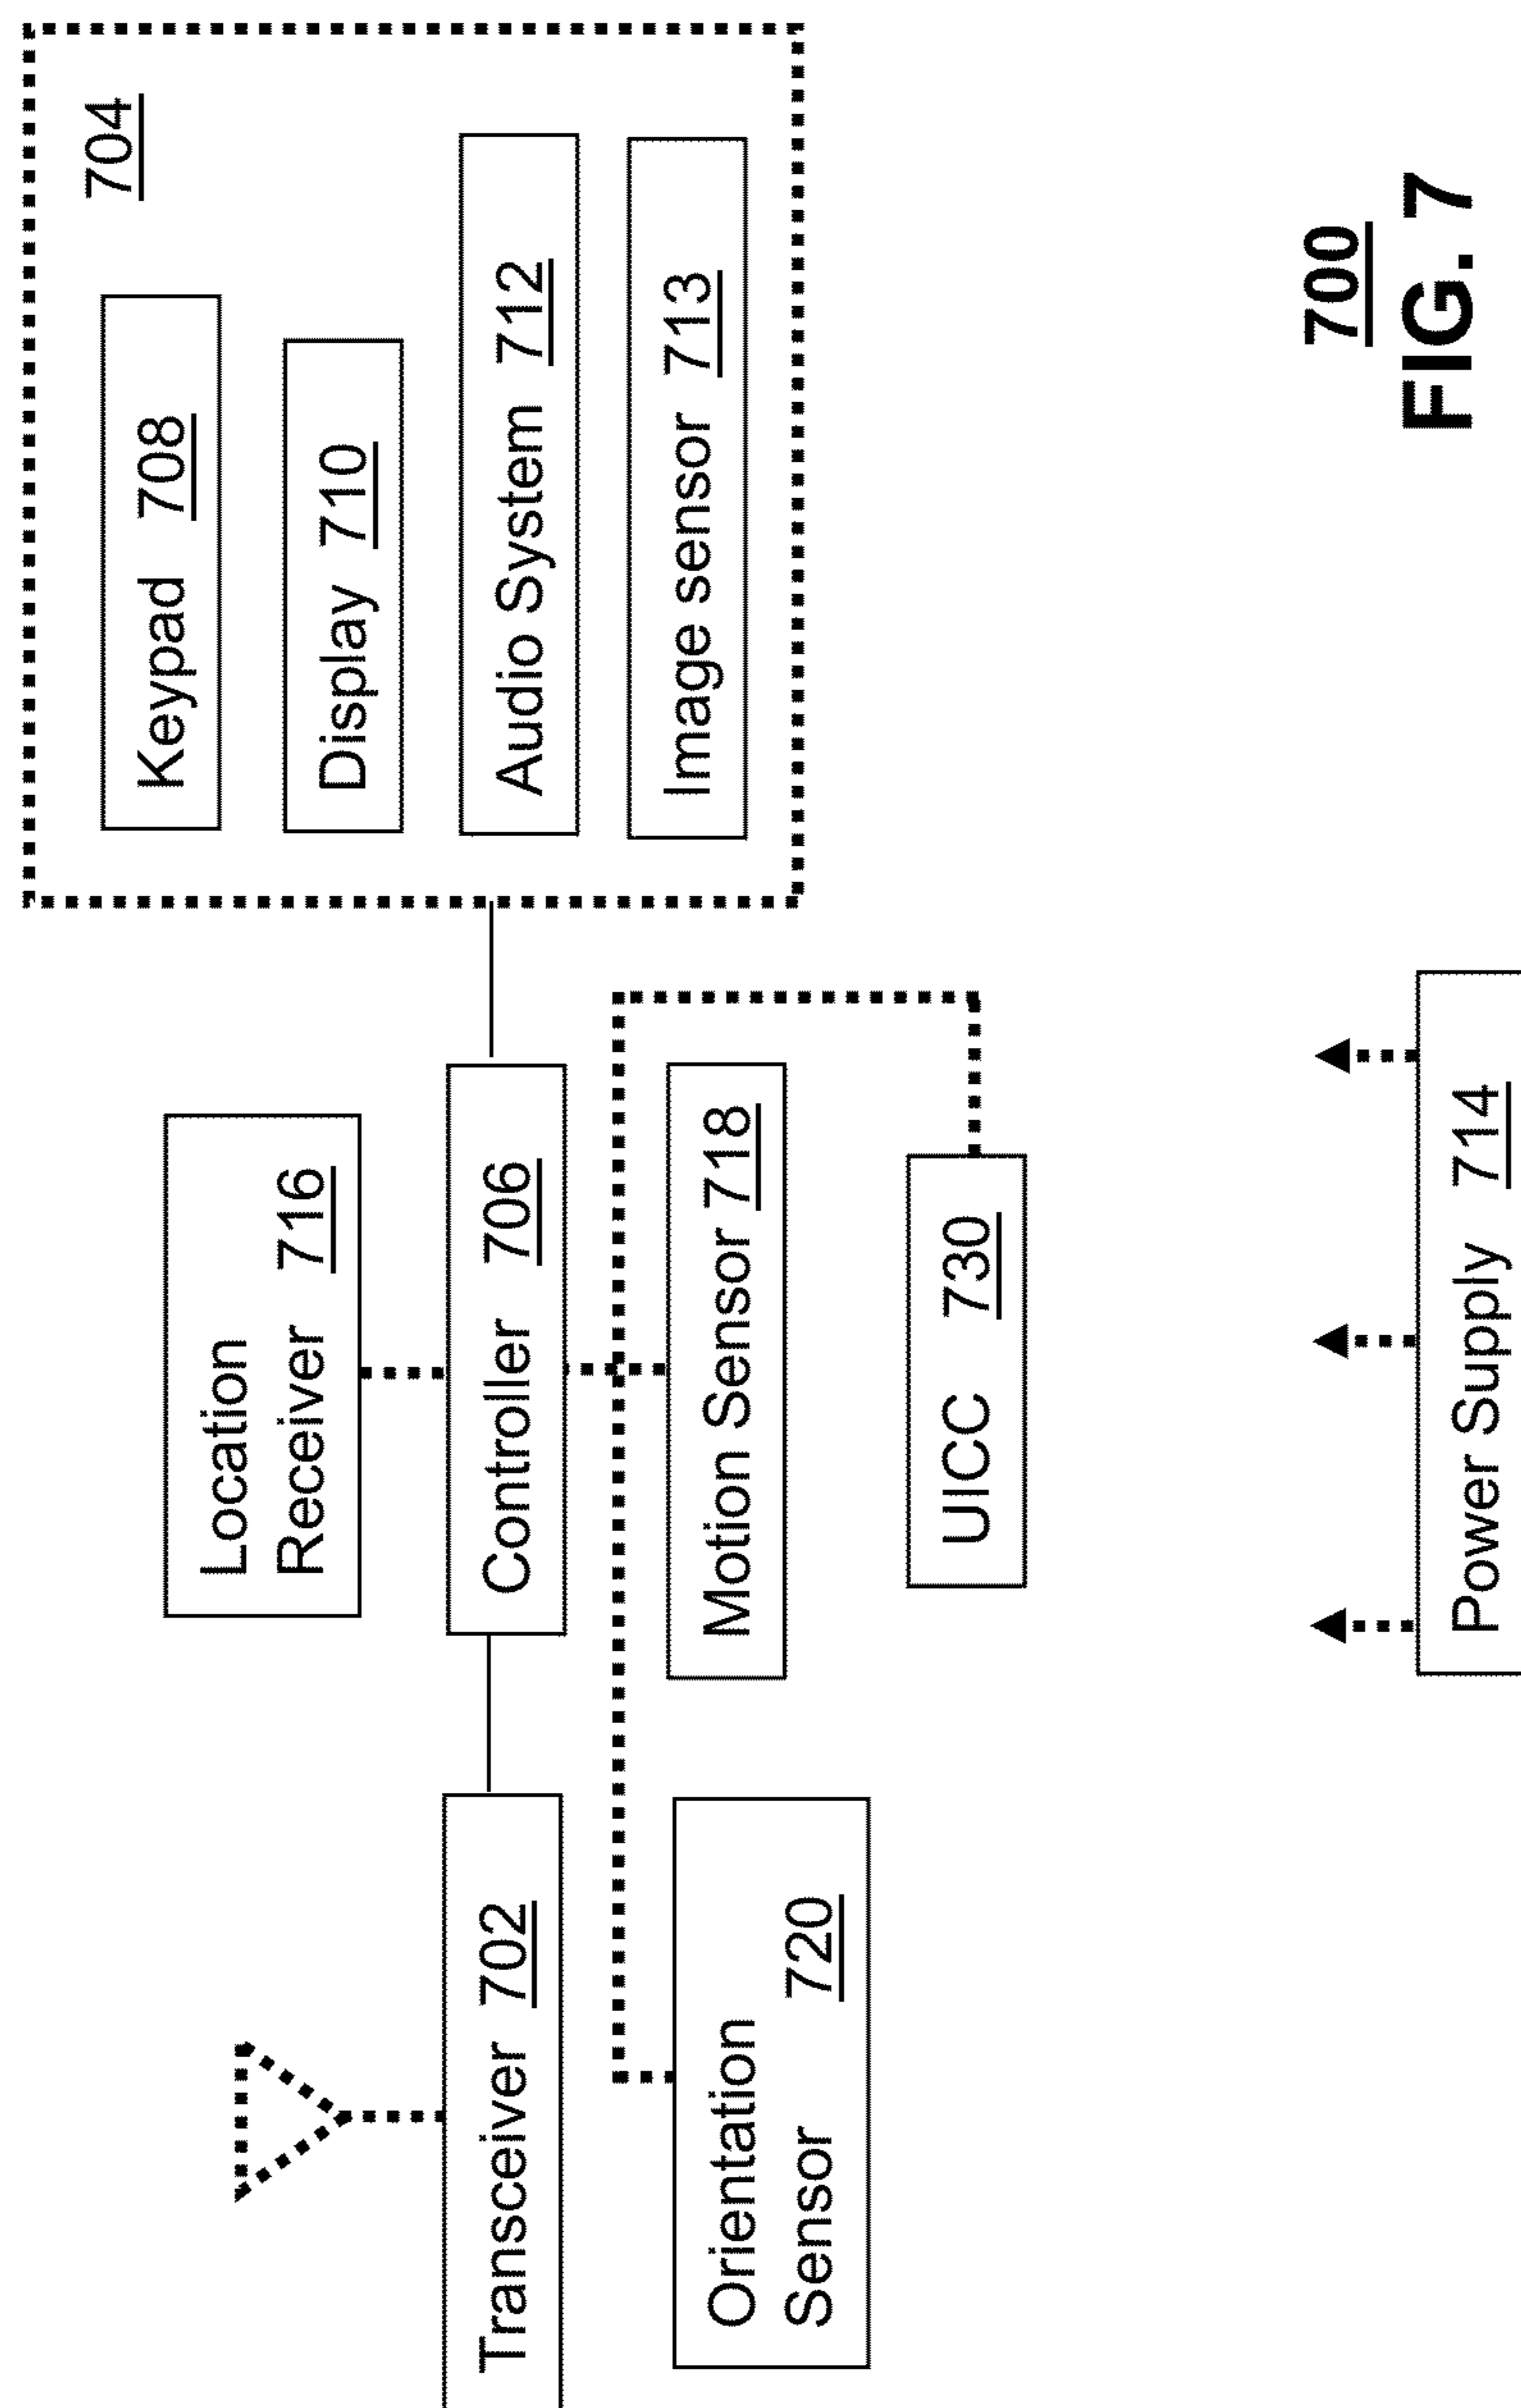 704
Keypad 708
Display 710
Audio System 712
Image sensor 713
Location
Receiver 716
Controller 706
Transceiver 702
Motion Sensor 718
Orientation
Sensor 720
UICC 730
Power Supply 714
700
FIG. 7